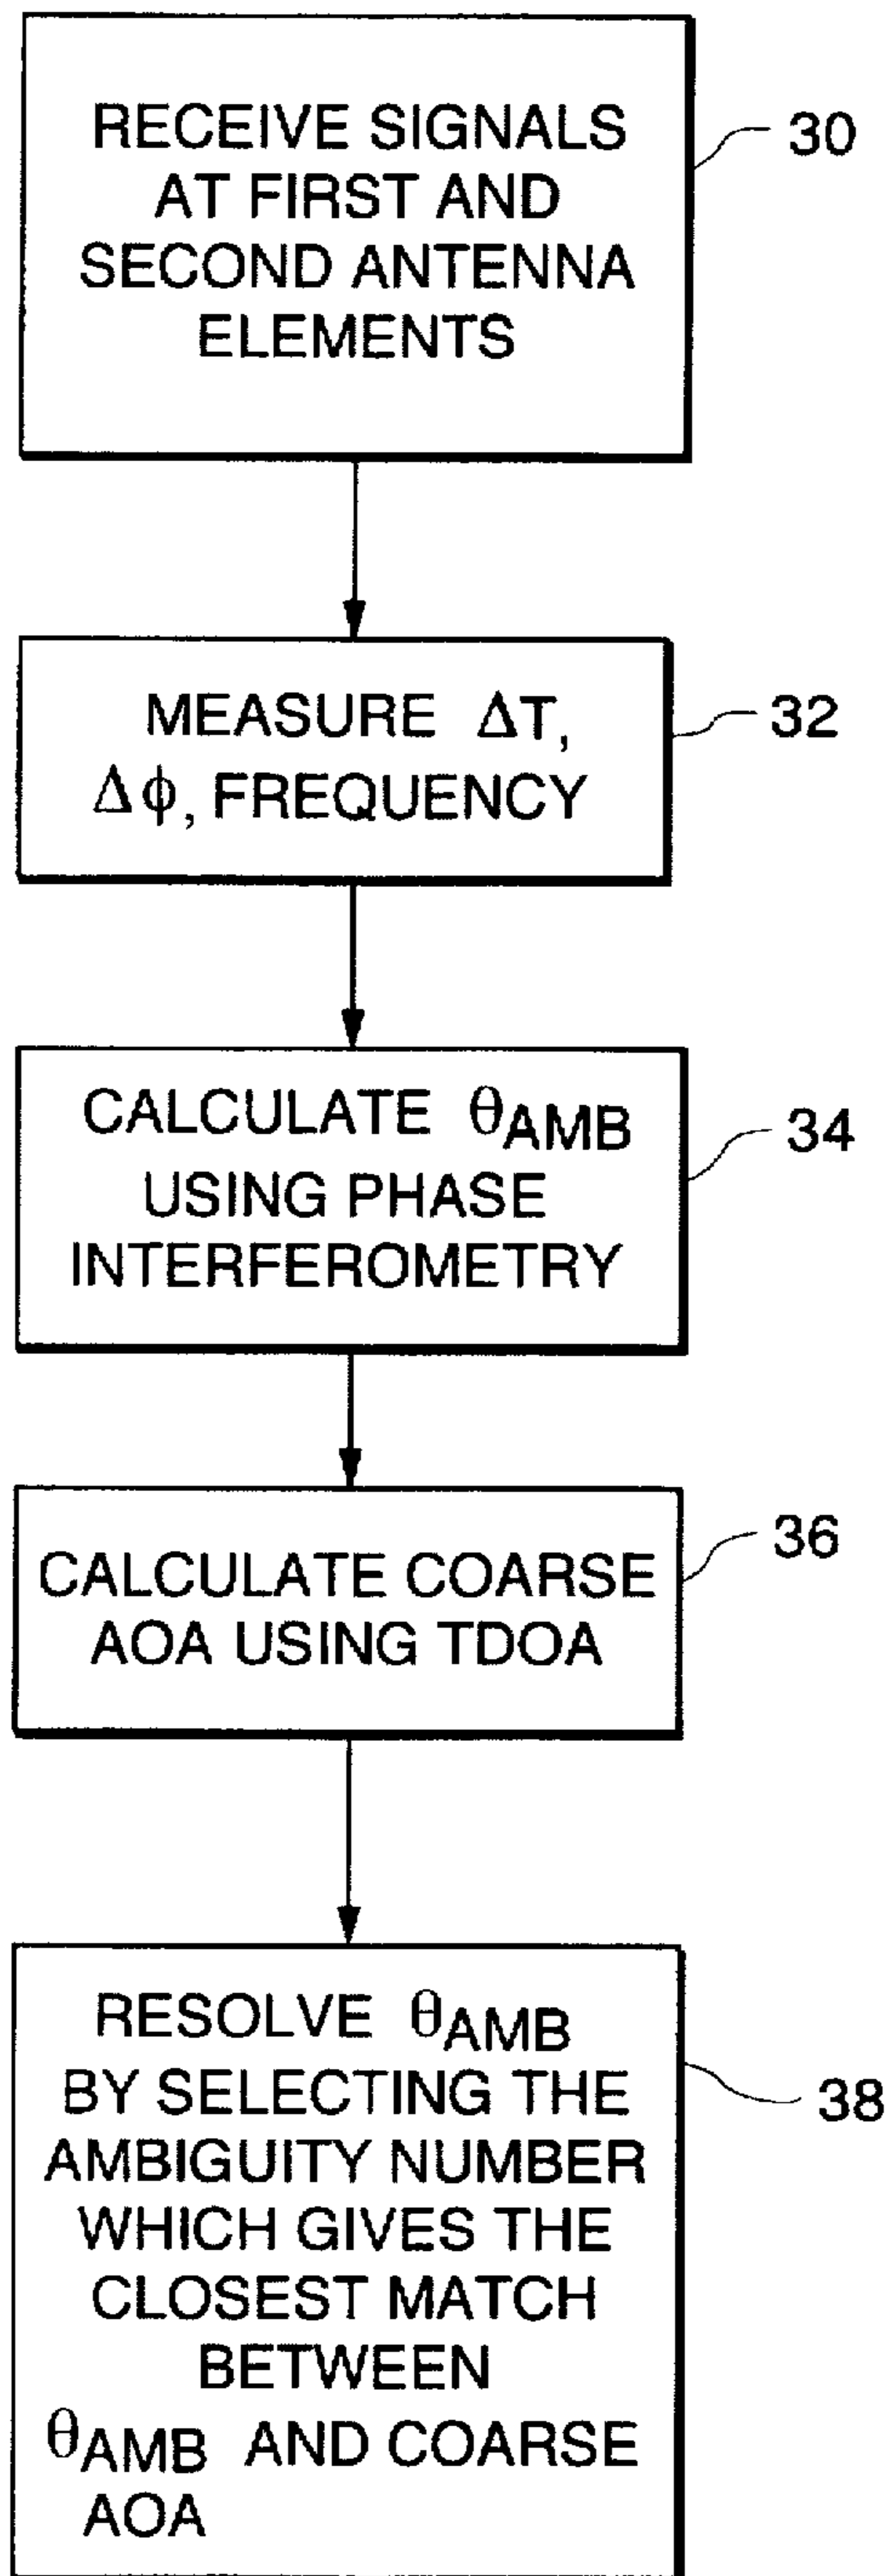 RECEIVE SIGNALS
AT FIRST AND
SECOND ANTENNA
ELEMENTS
30
MEASURE ΔT,
Δϕ, FREQUENCY
32
CALCULATE θAMB
USING PHASE
INTERFEROMETRY
34
CALCULATE COARSE
AOA USING TDOA
36
RESOLVE θAMB
BY SELECTING THE
AMBIGUITY NUMBER
WHICH GIVES THE
CLOSEST MATCH
BETWEEN
θAMB AND COARSE
AOA
38